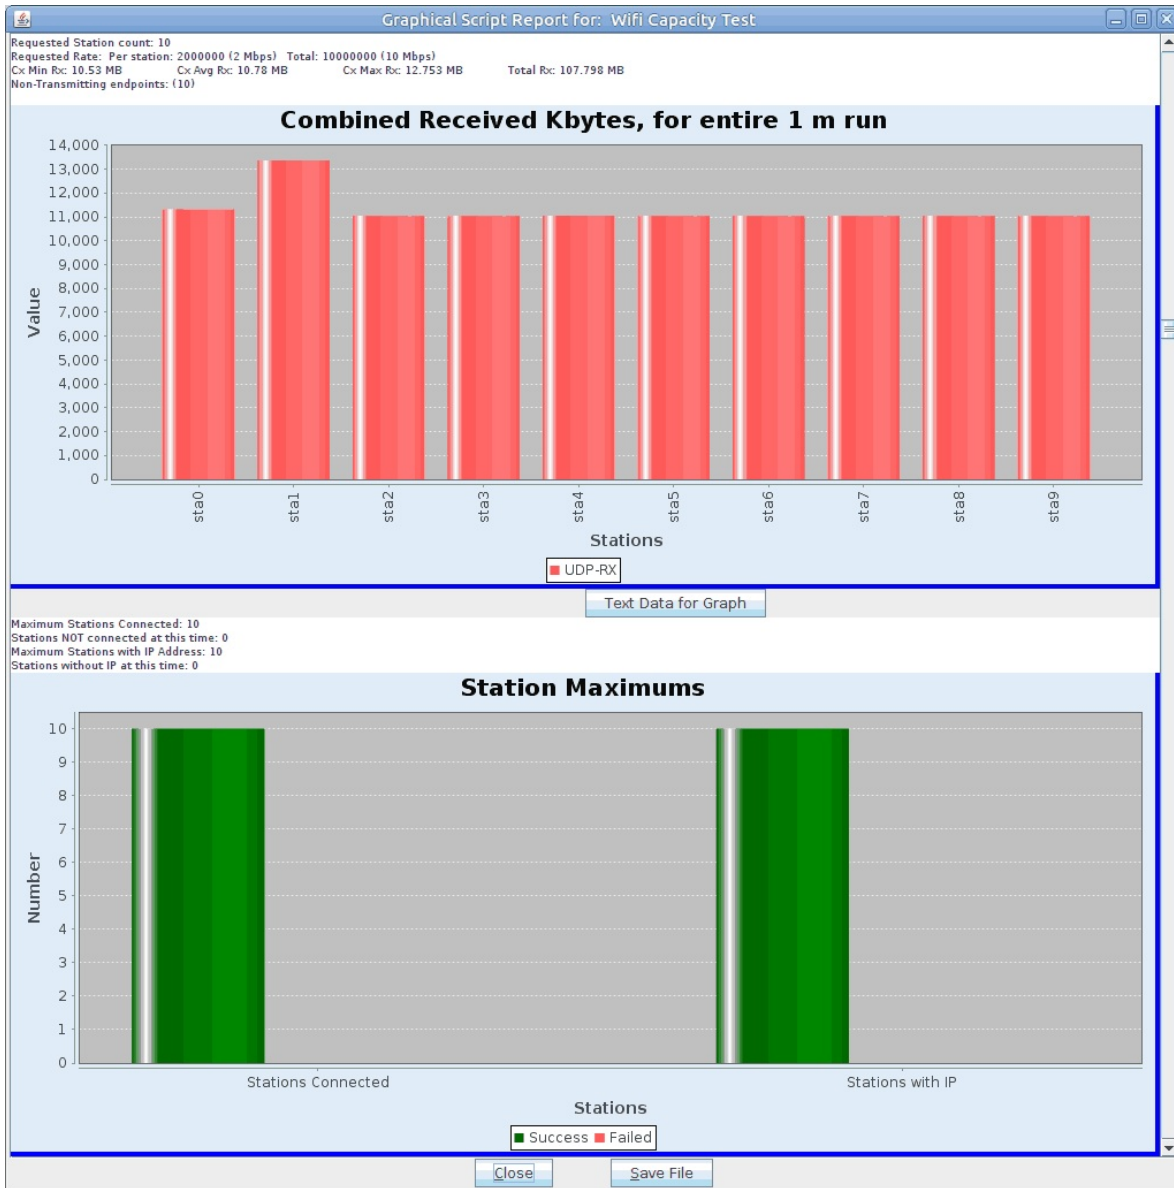 Graphical Script Report for:  Wifi Capacity Test
Requested Station count: 10
Requested Rate:  Per station: 2000000 (2 Mbps)   Total: 10000000 (10 Mbps)
Cx Min Rx: 10.53 MB   Cx Avg Rx: 10.78 MB   Cx Max Rx: 12.753 MB   Total Rx: 107.798 MB
Non-Transmitting endpoints: (10)
Combined Received Kbytes, for entire 1 m run
14,000
13,000
12,000
11,000
10,000
9,000
8,000
7,000
6,000
5,000
4,000
3,000
2,000
1,000
0
Value
sta0 sta1 sta2 sta3 sta4 sta5 sta6 sta7 sta8 sta9
Stations
UDP-RX
Text Data for Graph
Maximum Stations Connected: 10
Stations NOT connected at this time: 0
Maximum Stations with IP Address: 10
Stations without IP at this time: 0
Station Maximums
10
9
8
7
6
5
4
3
2
1
0
Number
Stations Connected   Stations with IP
Stations
Success Failed
Close   Save File